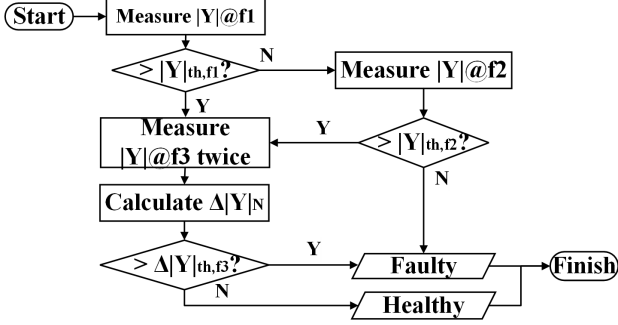 Start
Measure |Y|@f1
> |Y|th,f1?
N
Measure |Y|@f2
Y
Measure
|Y|@f3 twice
Y
> |Y|th,f2?
N
Calculate Δ|Y|N
> Δ|Y|th,f3?
Y
Faulty
Finish
N
Healthy